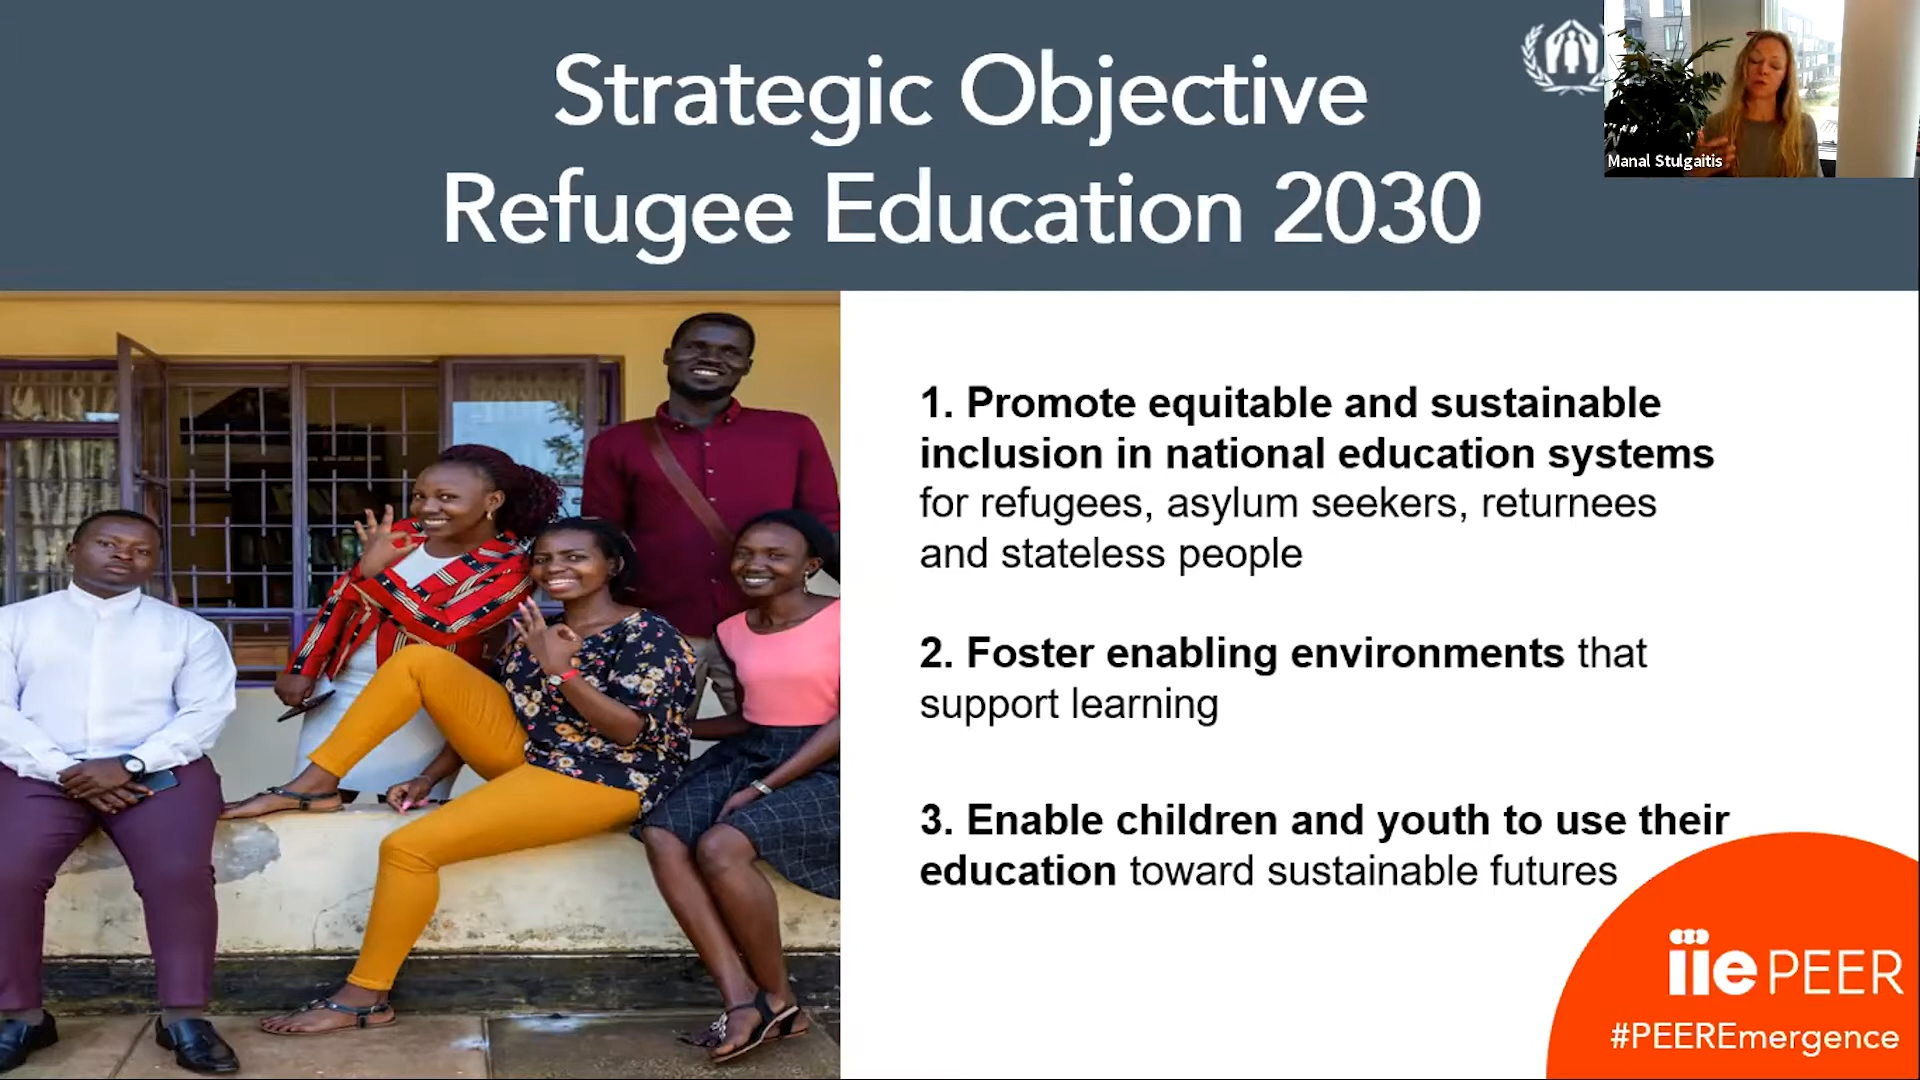 Strategic Objective
Refugee Education 2030
Manal Stulgaitis
1. Promote equitable and sustainable
inclusion in national education systems
for refugees, asylum seekers, returnees
and stateless people
2. Foster enabling environments that
support learning
3. Enable children and youth to use their
education toward sustainable futures
iie PEER
#PEEREmergence